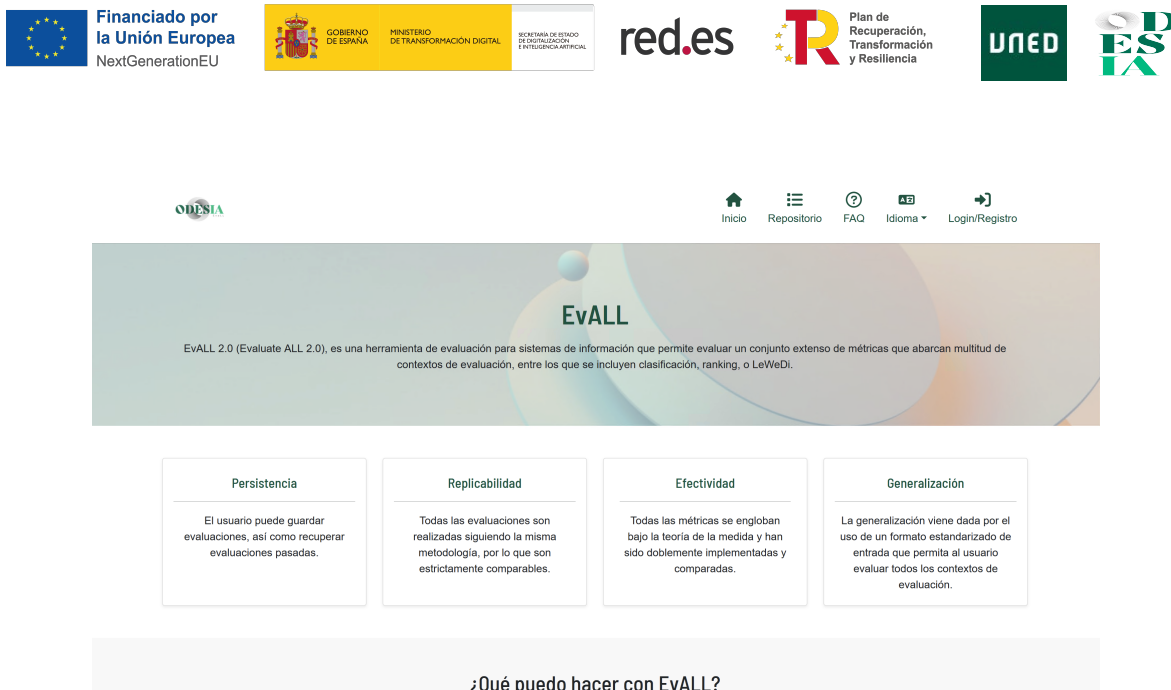 Financiado por
la Unión Europea
NextGenerationEU
GOBIERNO
DE ESPAÑA
MINISTERIO
DE TRANSFORMACIÓN DIGITAL
SECRETARÍA DE ESTADO
DE DIGITALIZACIÓN
E INTELIGENCIA ARTIFICIAL
red.es
Plan de
Recuperación,
Transformación
y Resiliencia
UNED
ODESIA
ODESIA
Inicio
Repositorio
FAQ
Idioma
Login/Registro
EvALL
EvALL 2.0 (Evaluate ALL 2.0), es una herramienta de evaluación para sistemas de información que permite evaluar un conjunto extenso de métricas que abarcan multitud de
contextos de evaluación, entre los que se incluyen clasificación, ranking, o LeWeDi.
Persistencia
El usuario puede guardar
evaluaciones, así como recuperar
evaluaciones pasadas.
Replicabilidad
Todas las evaluaciones son
realizadas siguiendo la misma
metodología, por lo que son
estrictamente comparables.
Efectividad
Todas las métricas se engloban
bajo la teoría de la medida y han
sido doblemente implementadas y
comparadas.
Generalización
La generalización viene dada por el
uso de un formato estandarizado de
entrada que permita al usuario
evaluar todos los contextos de
evaluación.
¿Qué puedo hacer con EvALL?